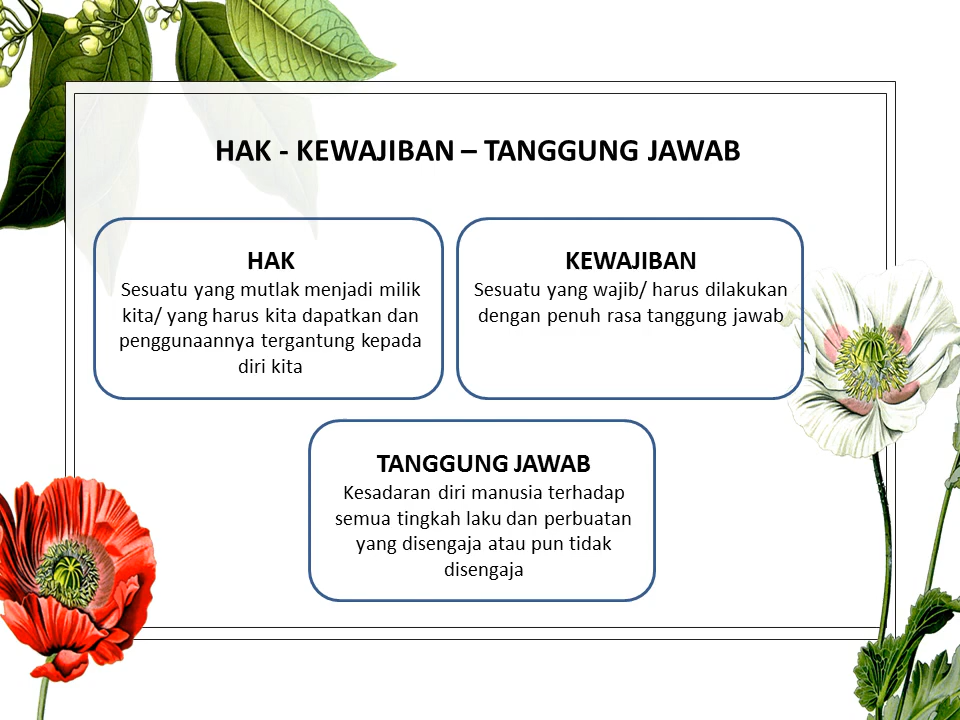 HAK - KEWAJIBAN – TANGGUNG JAWAB
HAK
Sesuatu yang mutlak menjadi milik
kita/ yang harus kita dapatkan dan
penggunaannya tergantung kepada
diri kita
KEWAJIBAN
Sesuatu yang wajib/ harus dilakukan
dengan penuh rasa tanggung jawab
TANGGUNG JAWAB
Kesadaran diri manusia terhadap
semua tingkah laku dan perbuatan
yang disengaja atau pun tidak
disengaja